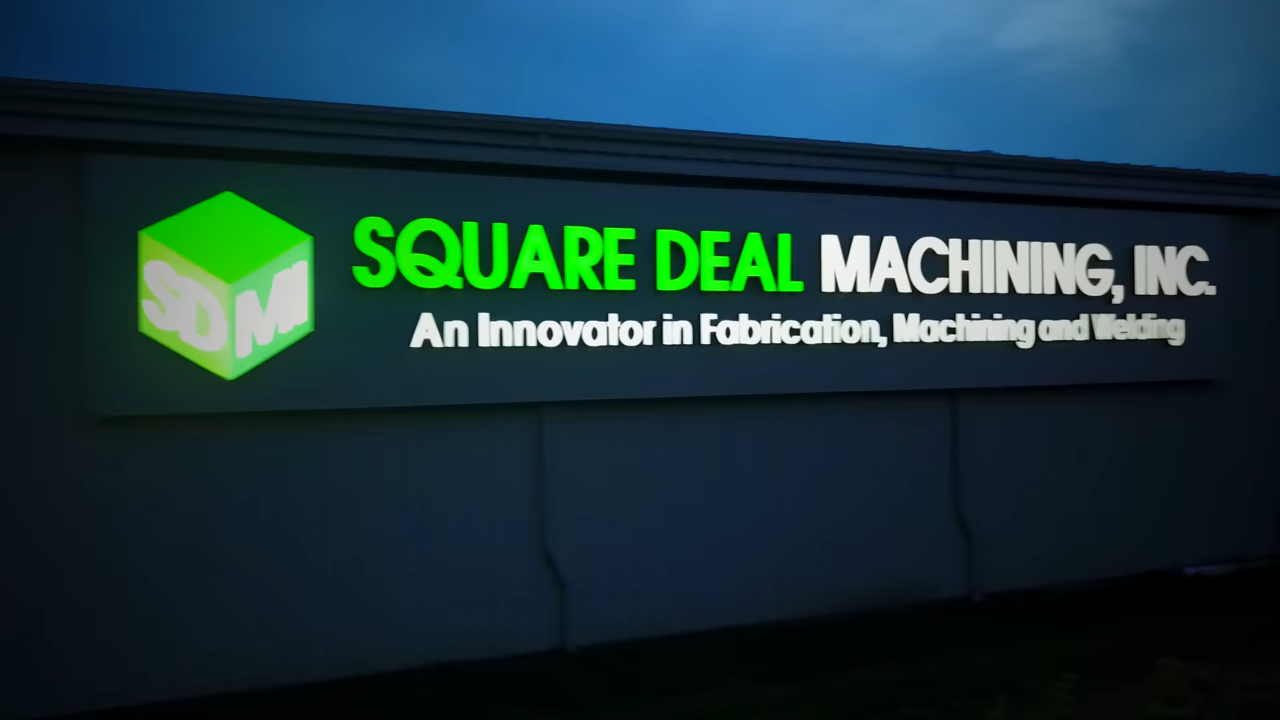 SDMI
SQUARE DEAL MACHINING, INC.
An Innovator in Fabrication, Machining and Welding